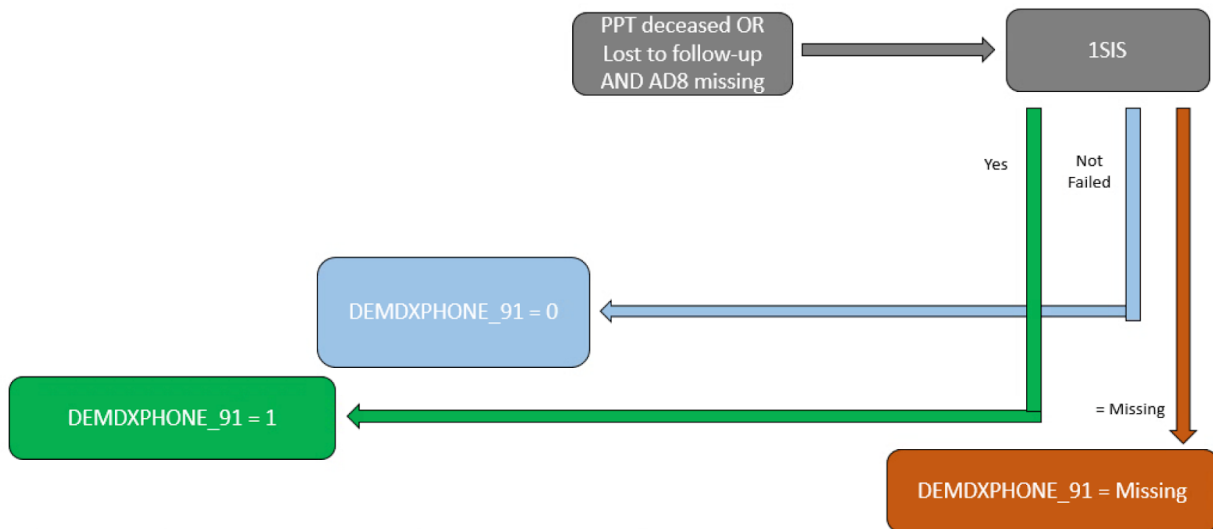 PPT deceased OR
Lost to follow-up
AND AD8 missing
1SIS
Yes
Not
Failed
DEMDXPHONE_91 = 0
DEMDXPHONE_91 = 1
= Missing
DEMDXPHONE_91 = Missing